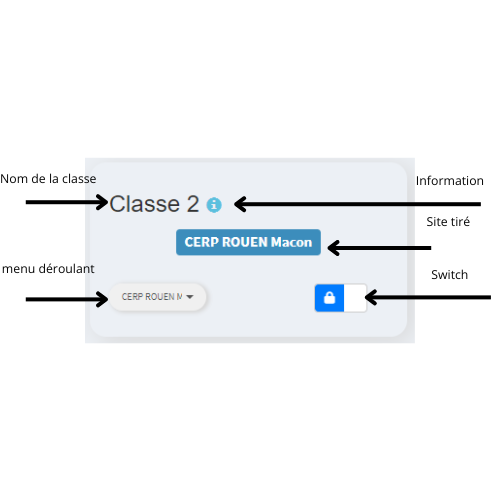 Nom de la classe
Information
Classe 2
Site tiré
CERP ROUEN Macon
menu déroulant
Switch
CERP ROUEN M